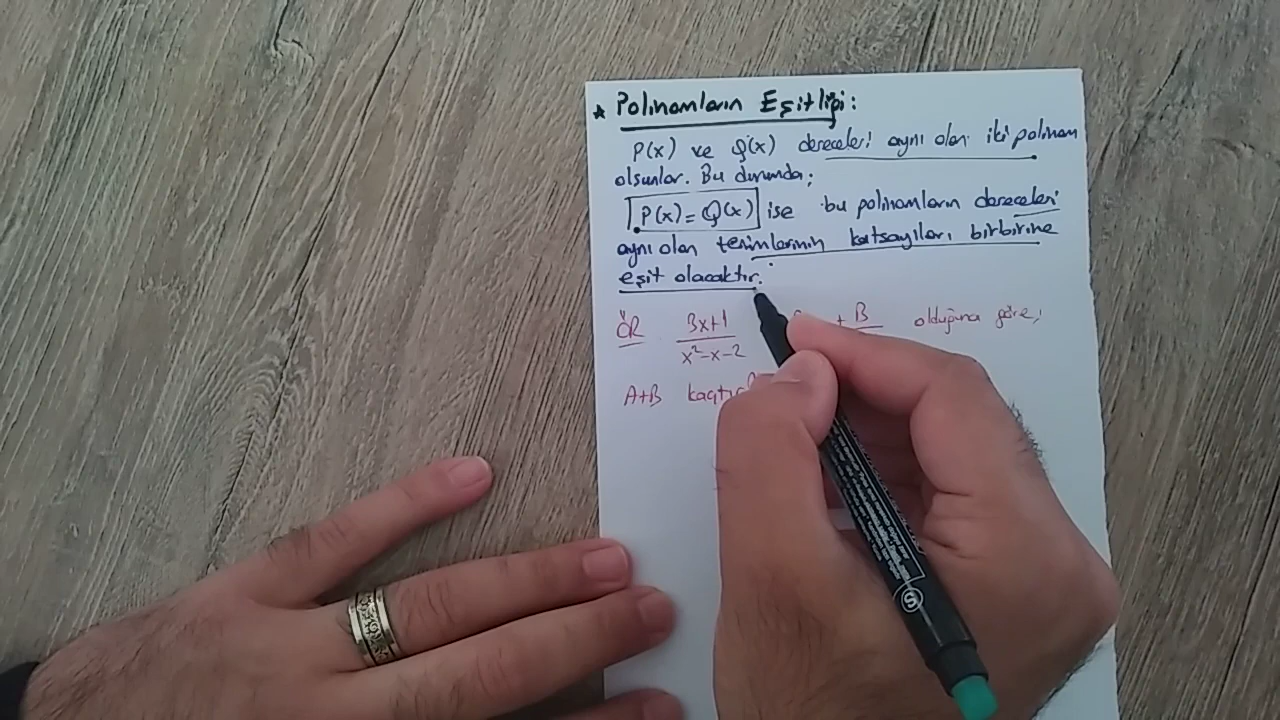 ★ Polinomların Eşitliği:
P(x) ve Q(x) dereceleri aynı olan iki polinom
olsunlar. Bu durumda;
P(x) = Q(x) ise bu polinomların dereceleri
aynı olan terimlerinin katsayıları birbirine
eşit olacaktır.
ÖR 3x+1 / x²-x-2 + B olduğuna göre;
A+B kaçtır